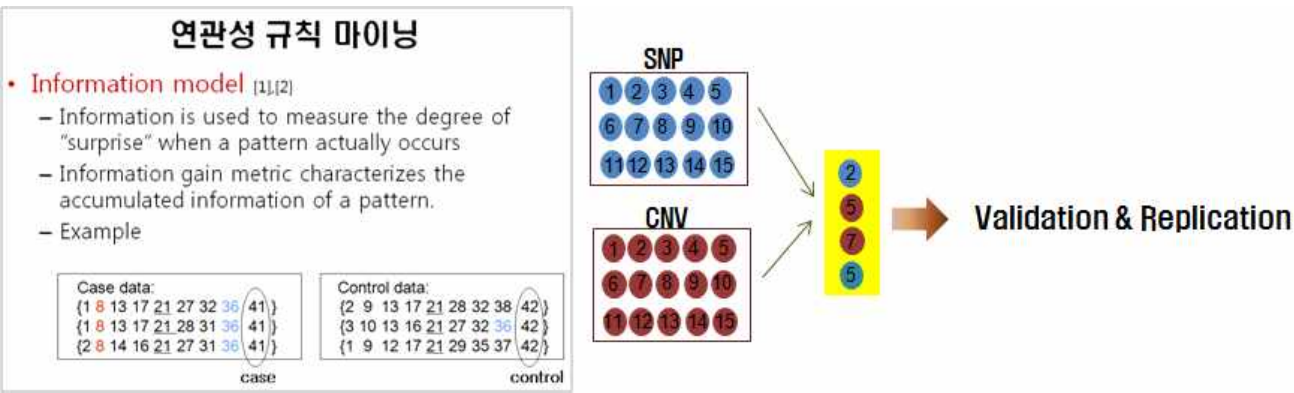 연관성 규칙 마이닝
• Information model [1],[2]
– Information is used to measure the degree of
"surprise" when a pattern actually occurs
– Information gain metric characterizes the
accumulated information of a pattern.
– Example
Case data:
{1 8 13 17 21 27 32 36 41 }
{1 8 13 17 21 28 31 36 41 }
{2 8 14 16 21 27 31 36 41 }
case
Control data:
{2 9 13 17 21 28 32 38 42 }
{3 10 13 16 21 27 32 36 42 }
{1 9 12 17 21 29 35 37 42 }
control
SNP
1 2 3 4 5
6 7 8 9 10
11 12 13 14 15
CNV
1 2 3 4 5
6 7 8 9 10
11 12 13 14 15
2
5
7
5
Validation & Replication